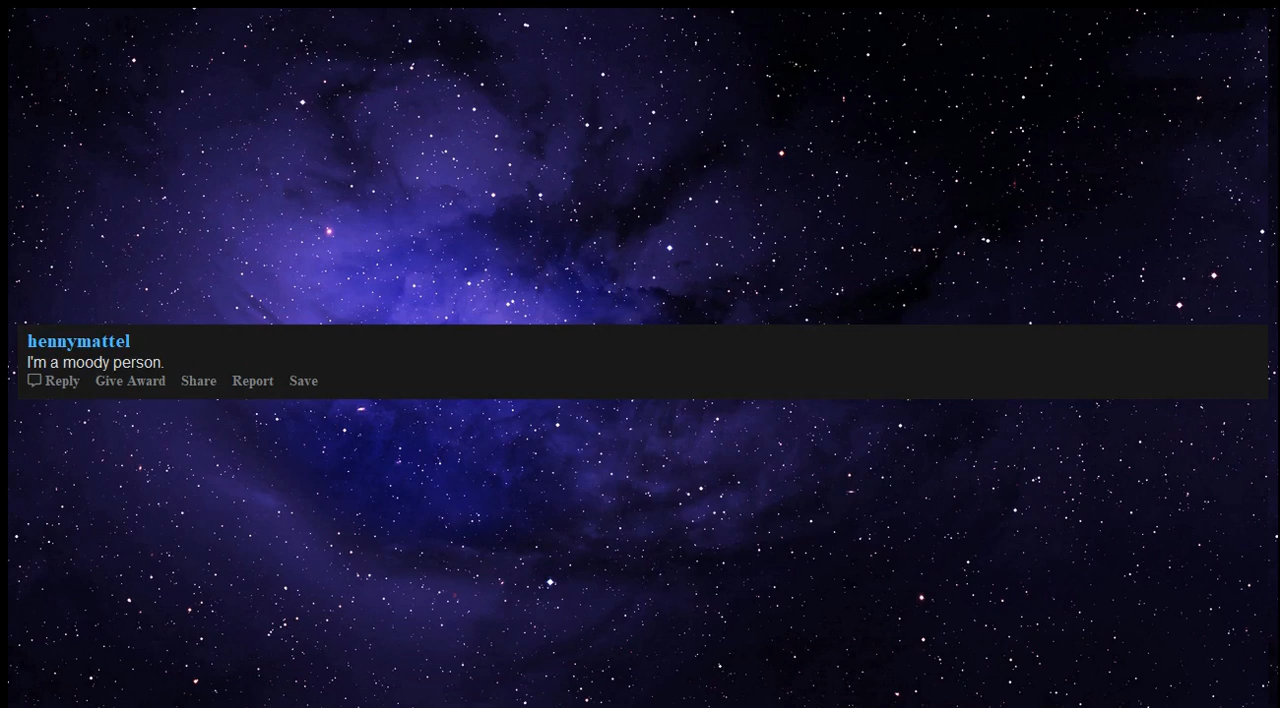 hennymattel
I'm a moody person.
Reply Give Award Share Report Save